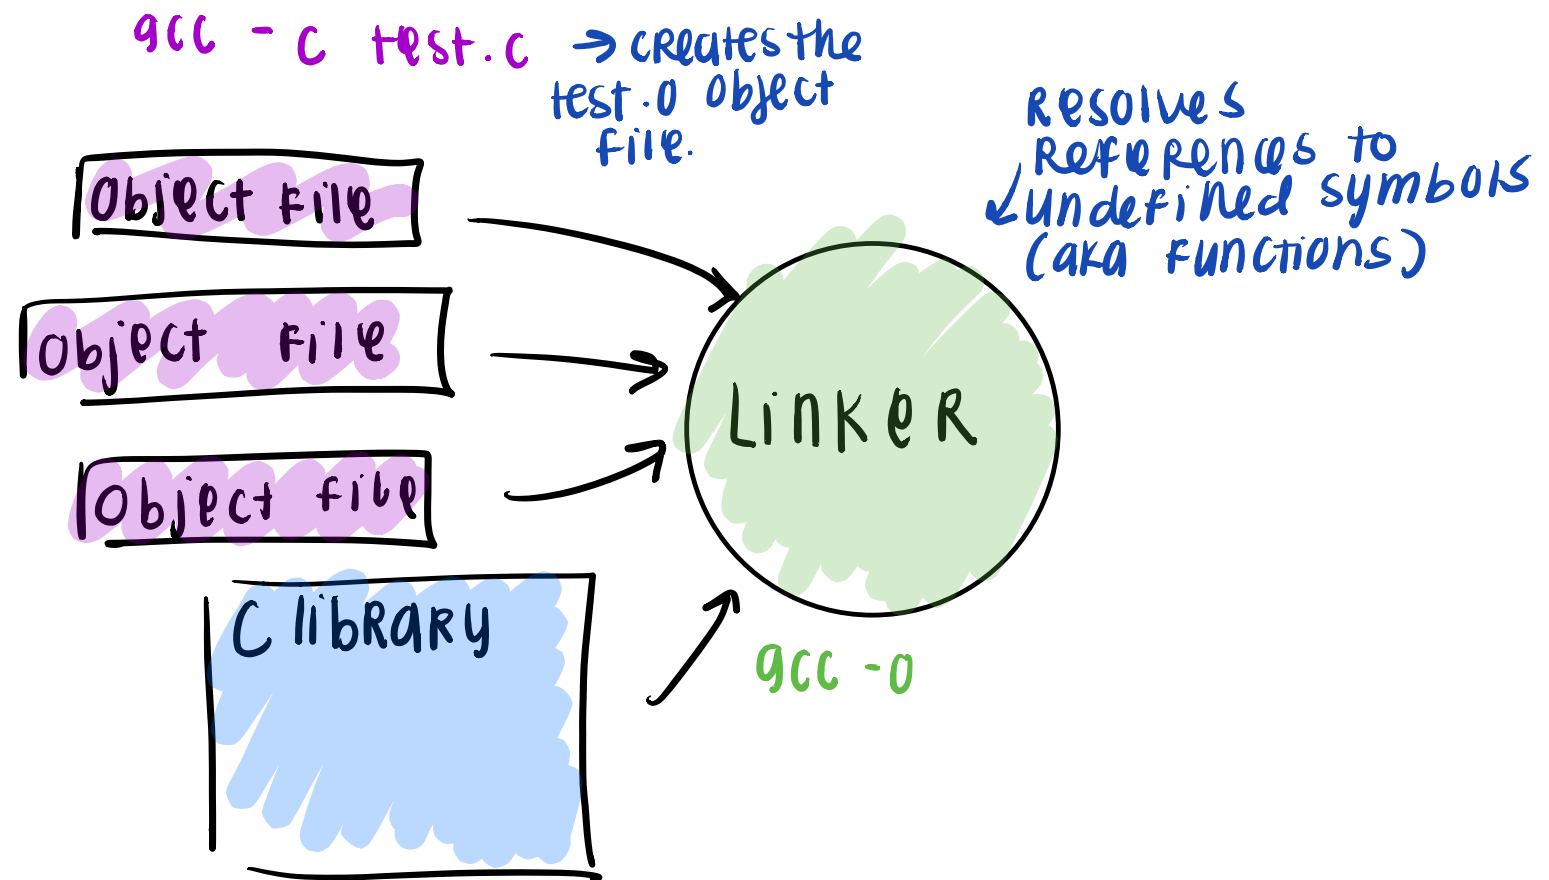 gcc - c test.c
→ creates the
test.o object
file.
Resolves
References to
undefined symbols
(aka functions)
Object File
Object File
Object file
C library
Linker
gcc -o